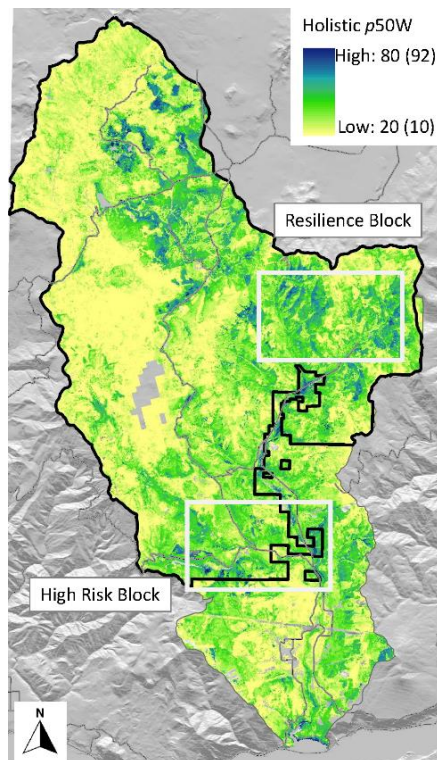 Holistic p50W
High: 80 (92)
Low: 20 (10)
Resilience Block
High Risk Block
N